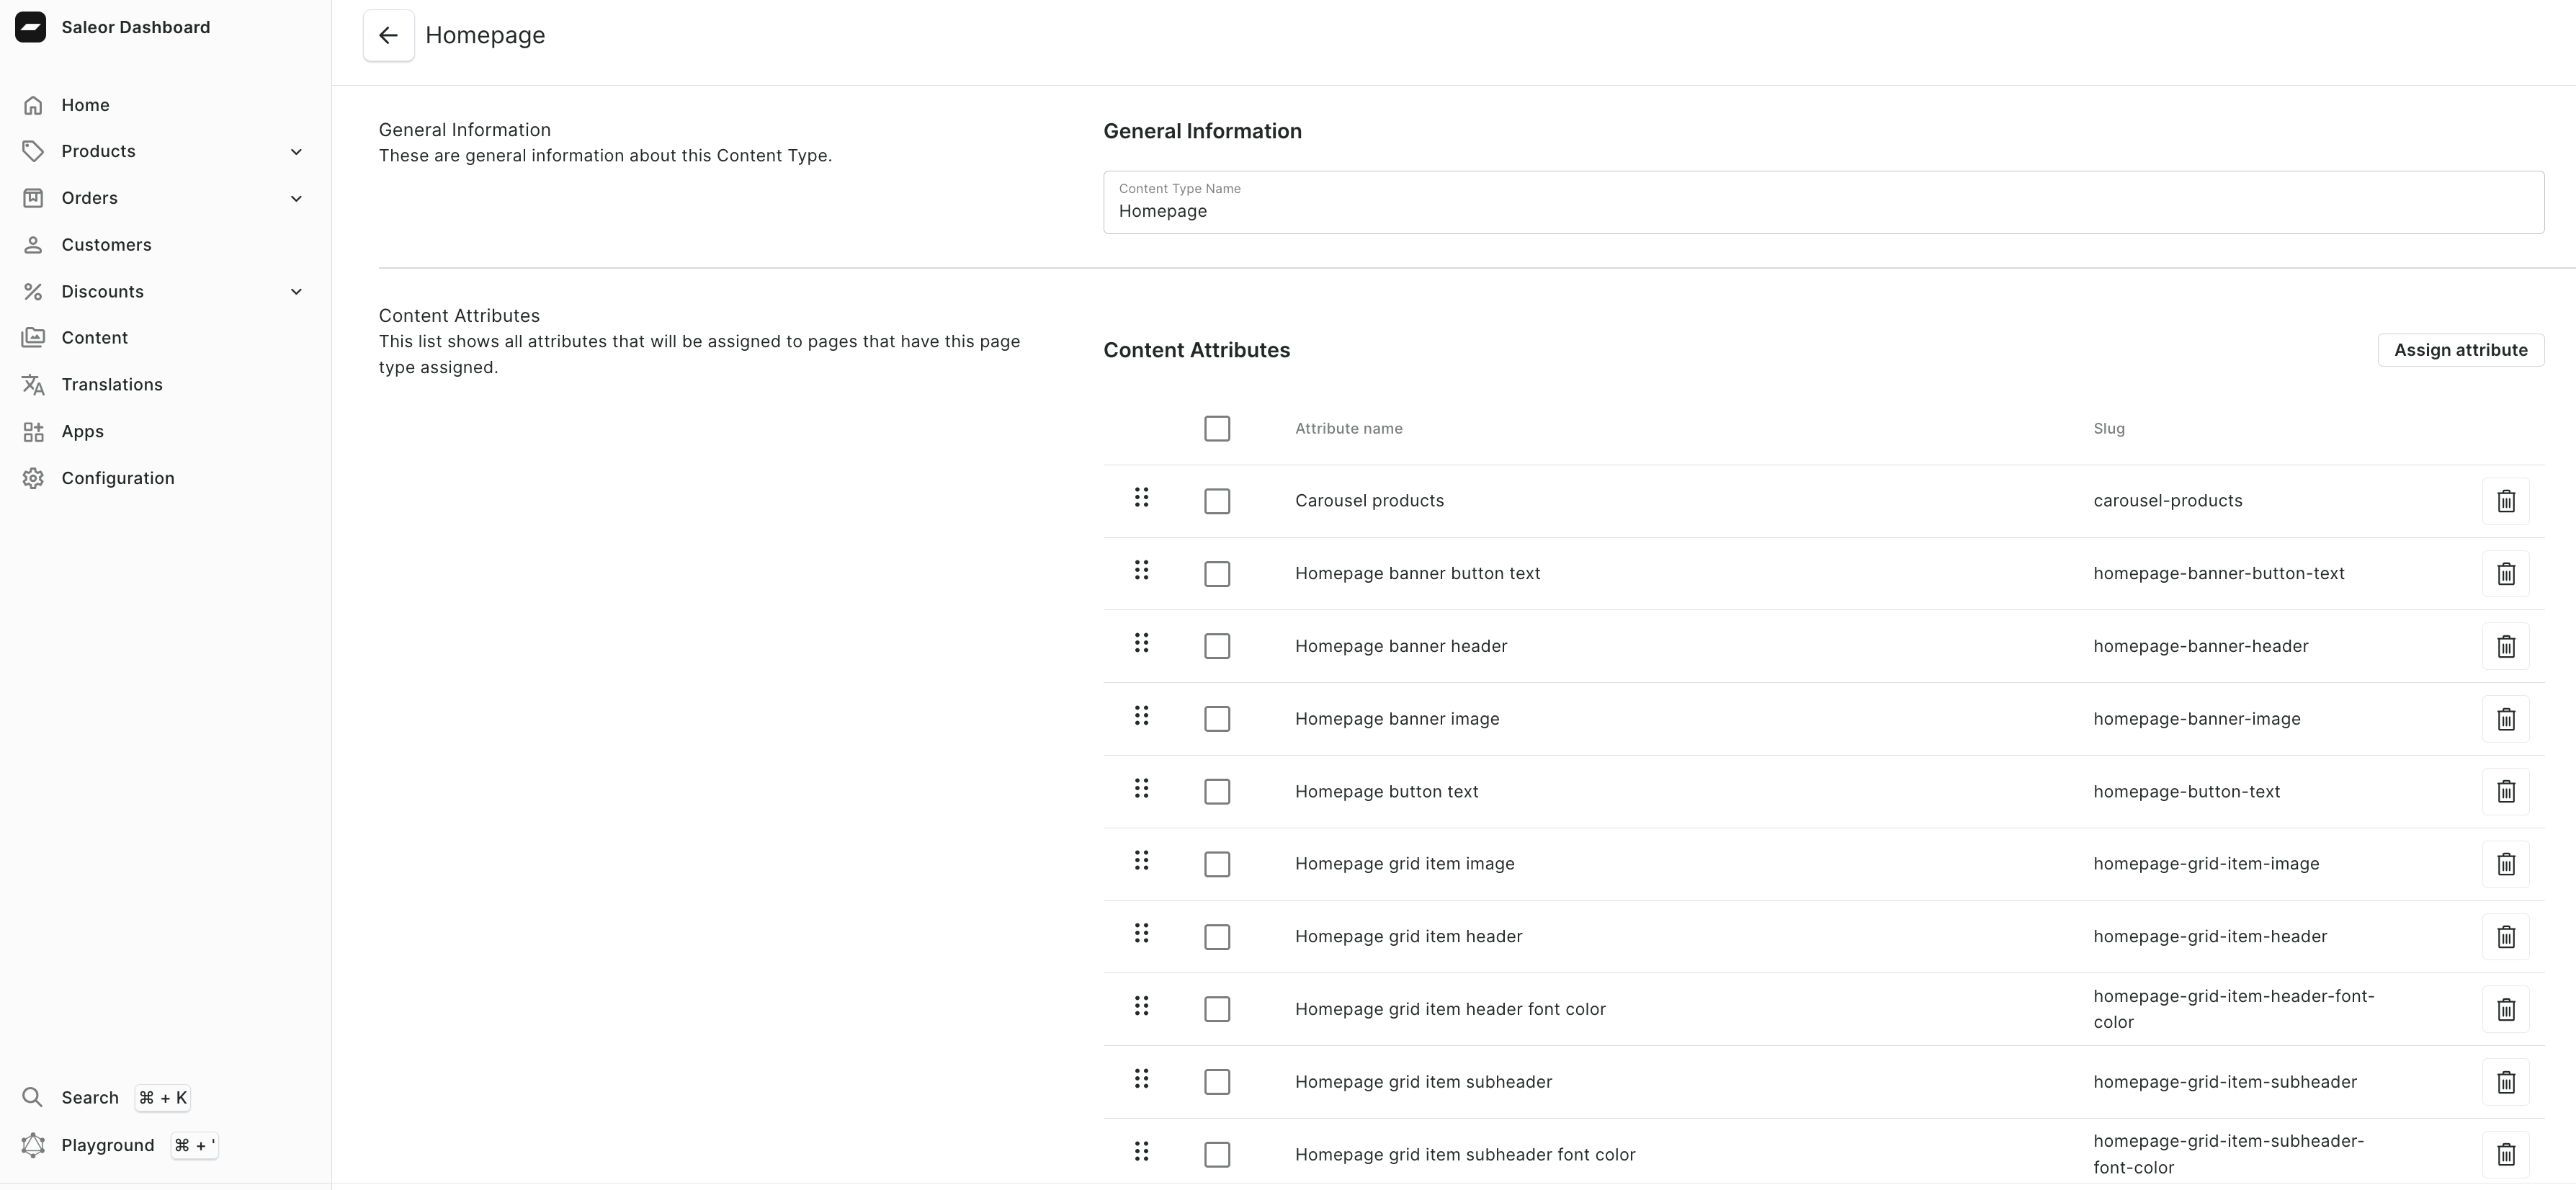 Saleor Dashboard
Home
Products
Orders
Customers
Discounts
Content
Translations
Apps
Configuration
Search ⌘ + K
Playground ⌘ + '
Homepage
General Information
These are general information about this Content Type.
General Information
Content Type Name
Homepage
Content Attributes
This list shows all attributes that will be assigned to pages that have this page
type assigned.
Content Attributes
Assign attribute
Attribute name Slug
Carousel products carousel-products
Homepage banner button text homepage-banner-button-text
Homepage banner header homepage-banner-header
Homepage banner image homepage-banner-image
Homepage button text homepage-button-text
Homepage grid item image homepage-grid-item-image
Homepage grid item header homepage-grid-item-header
Homepage grid item header font color homepage-grid-item-header-font-
color
Homepage grid item subheader homepage-grid-item-subheader
Homepage grid item subheader font color homepage-grid-item-subheader-
font-color